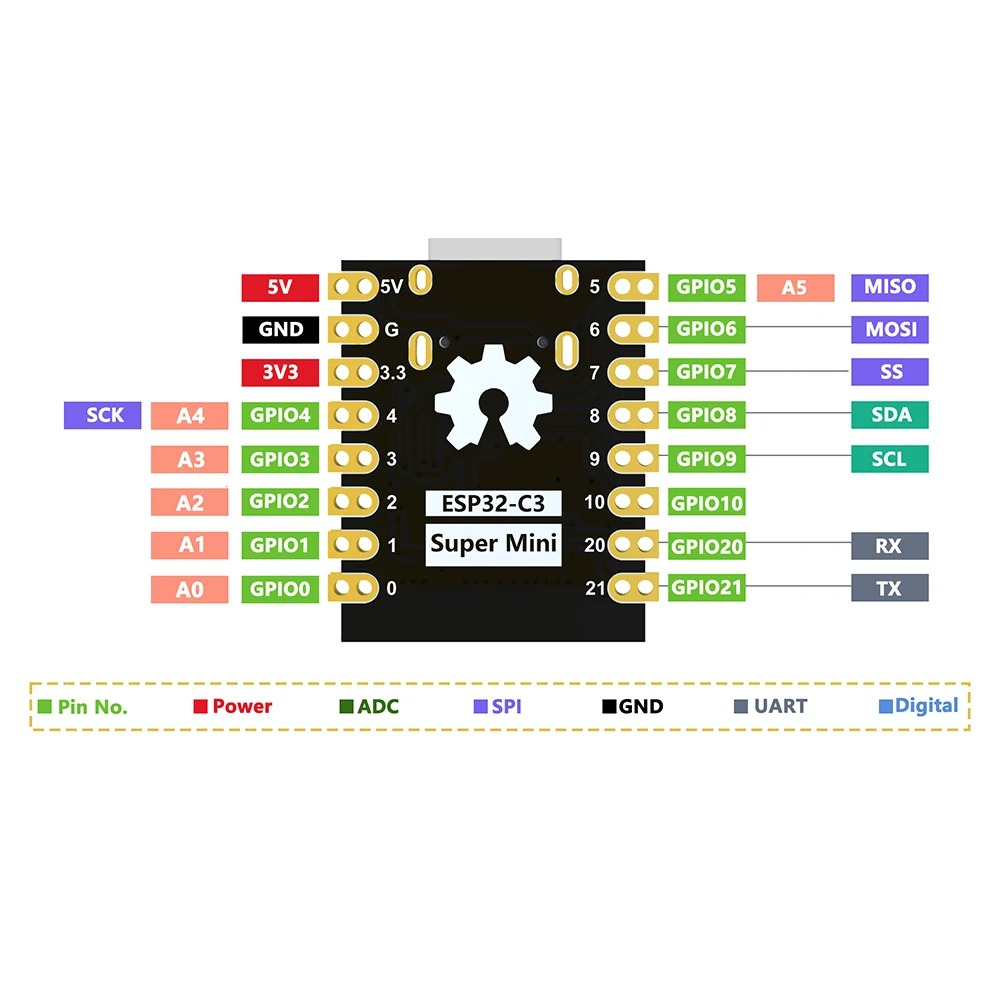 5V 5V 5 GPIO5 A5 MISO
GND G 6 GPIO6 MOSI
3V3 3.3 7 GPIO7 SS
SCK A4 GPIO4 4 8 GPIO8 SDA
A3 GPIO3 3 9 GPIO9 SCL
A2 GPIO2 2 10 GPIO10
A1 GPIO1 1 20 GPIO20 RX
A0 GPIO0 0 21 GPIO21 TX
ESP32-C3
Super Mini
Pin No. Power ADC SPI GND UART Digital